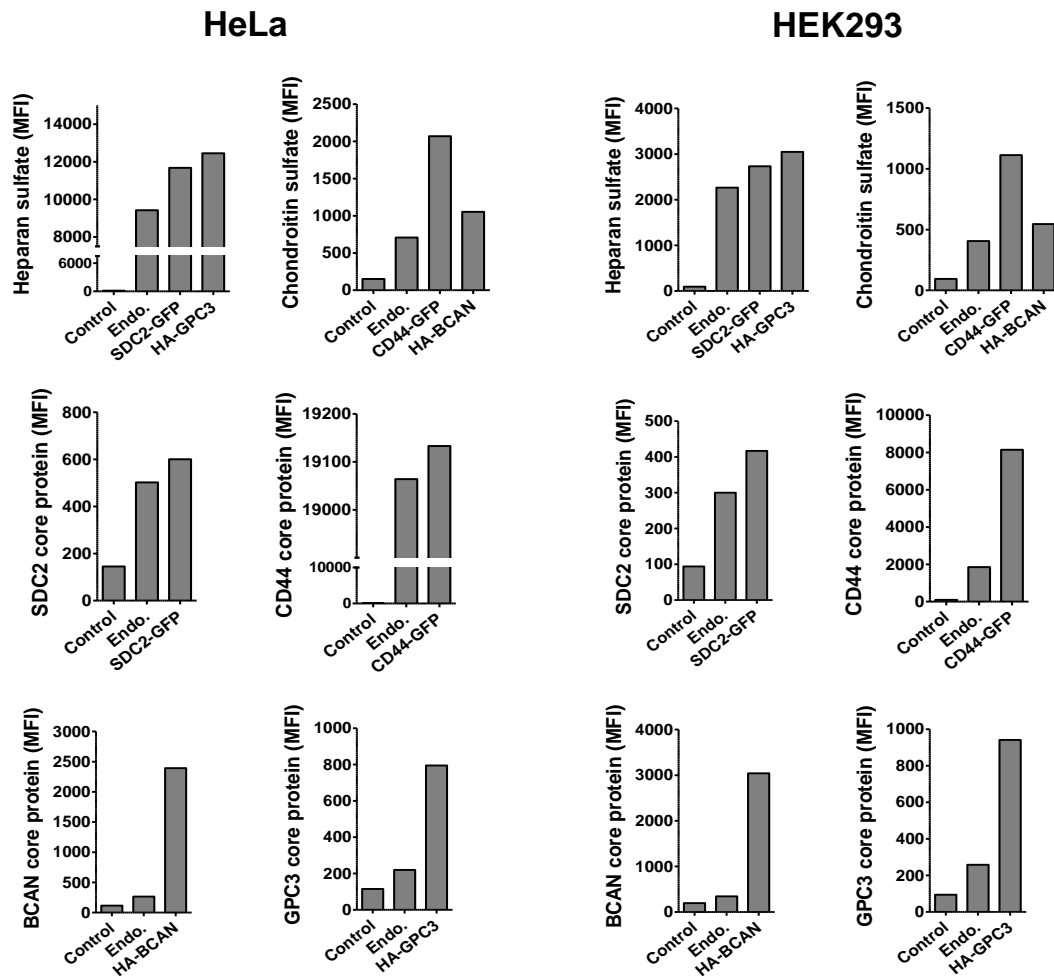 HeLa
HEK293
Heparan sulfate (MFI)
14000
12000
10000
8000
6000
0
Control
Endo.
SDC2-GFP
HA-GPC3
Chondroitin sulfate (MFI)
2500
2000
1500
1000
500
0
Control
Endo.
CD44-GFP
HA-BCAN
Heparan sulfate (MFI)
4000
3000
2000
1000
0
Control
Endo.
SDC2-GFP
HA-GPC3
Chondroitin sulfate (MFI)
1500
1000
500
0
Control
Endo.
CD44-GFP
HA-BCAN
SDC2 core protein (MFI)
800
600
400
200
0
Control
Endo.
SDC2-GFP
CD44 core protein (MFI)
19200
19100
19000
10000
0
Control
Endo.
CD44-GFP
SDC2 core protein (MFI)
500
400
300
200
100
0
Control
Endo.
SDC2-GFP
CD44 core protein (MFI)
10000
8000
6000
4000
2000
0
Control
Endo.
CD44-GFP
BCAN core protein (MFI)
3000
2500
2000
1500
1000
500
0
Control
Endo.
HA-BCAN
GPC3 core protein (MFI)
1000
800
600
400
200
0
Control
Endo.
HA-GPC3
BCAN core protein (MFI)
4000
3000
2000
1000
0
Control
Endo.
HA-BCAN
GPC3 core protein (MFI)
1000
800
600
400
200
0
Control
Endo.
HA-GPC3